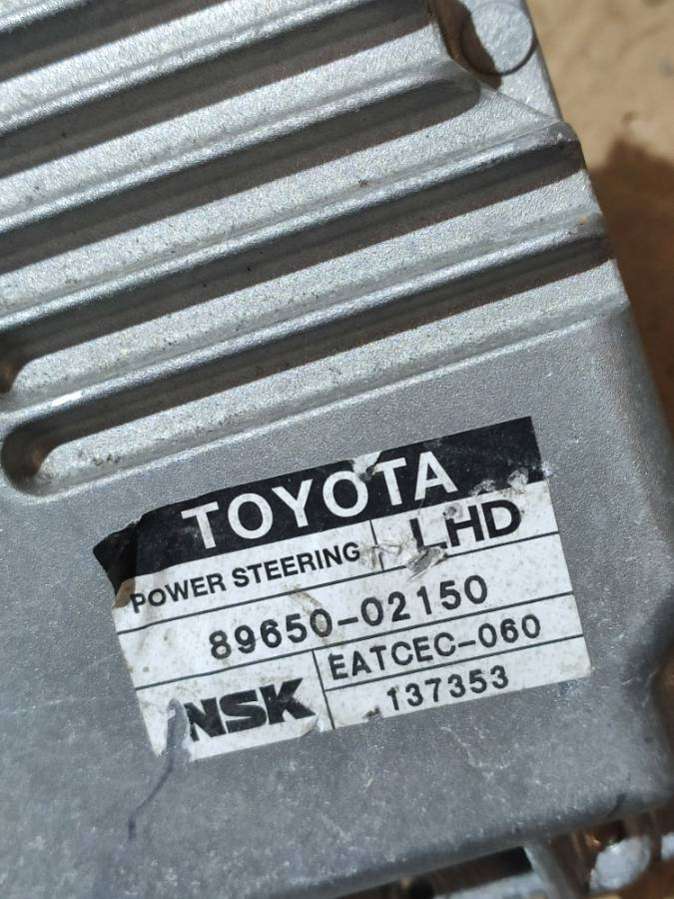 TOYOTA
POWER STEERING LHD
89650-02150
NSK EATCEC-060
137353